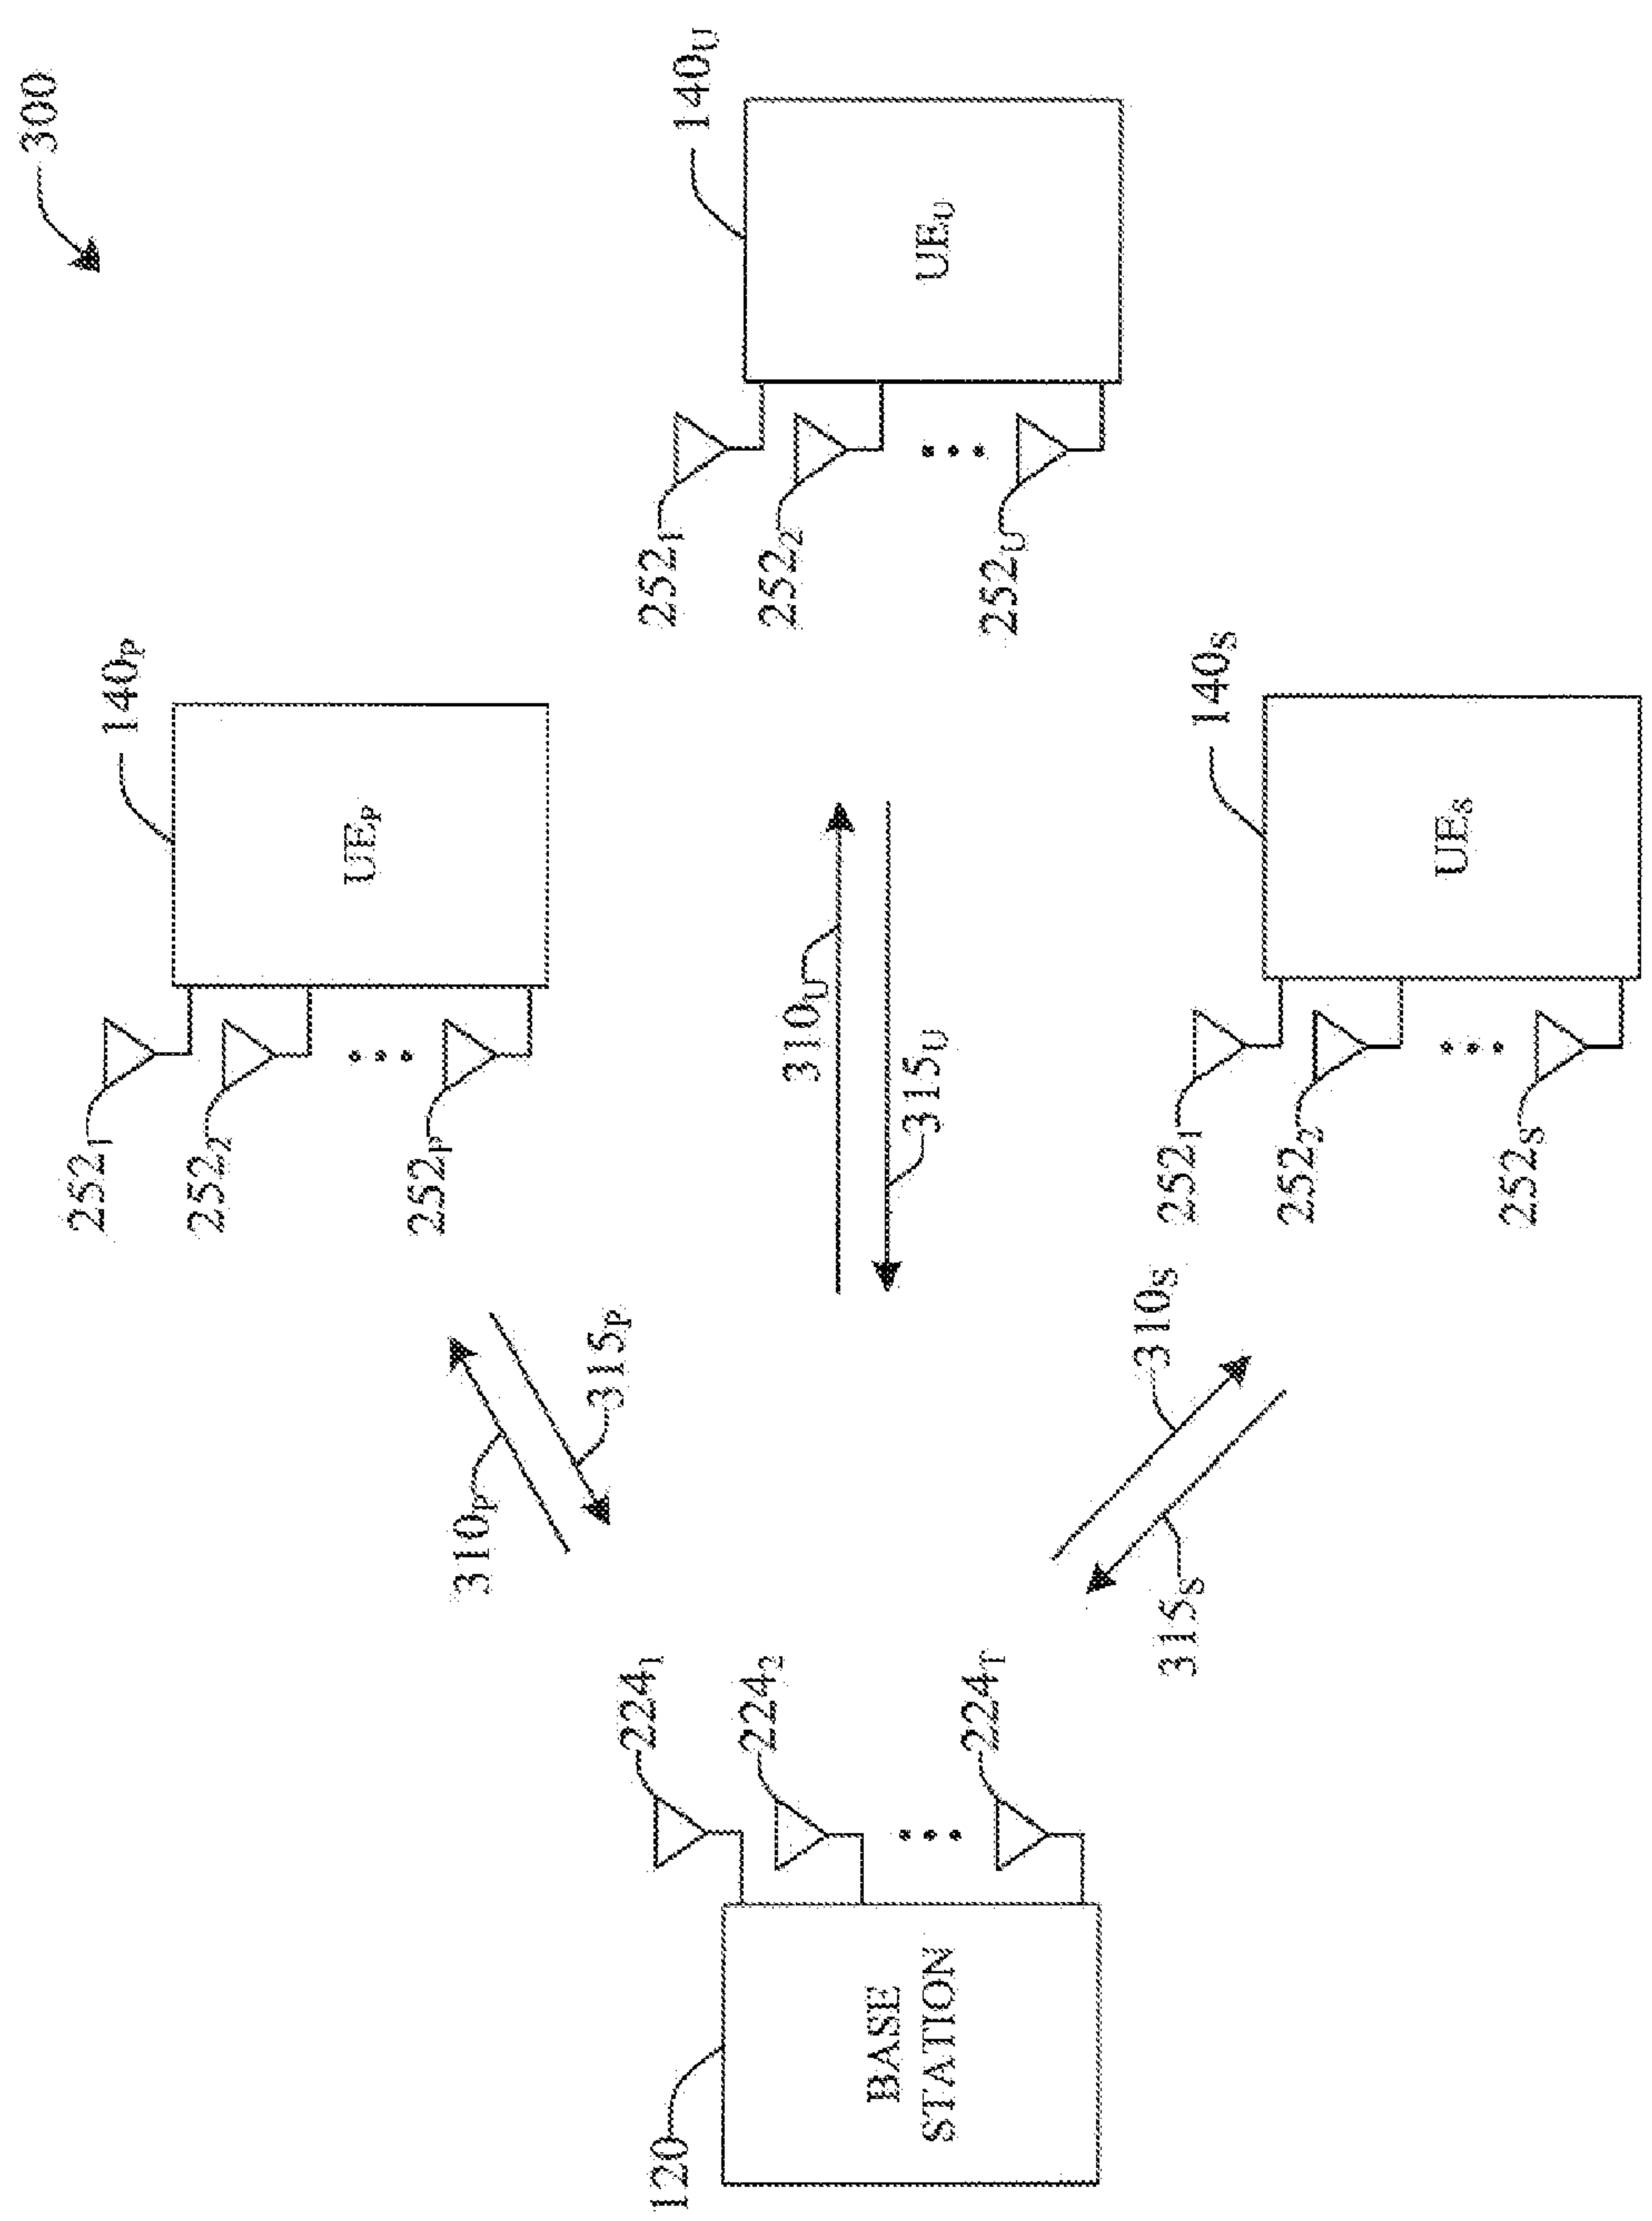 300
140P
UEP
252₁
252₂
252P
140U
UEU
252₁
252₂
252U
310P
315P
310U
315U
310S
315S
140S
UES
252₁
252₂
252S
120
BASE
STATION
224₁
224₂
224T